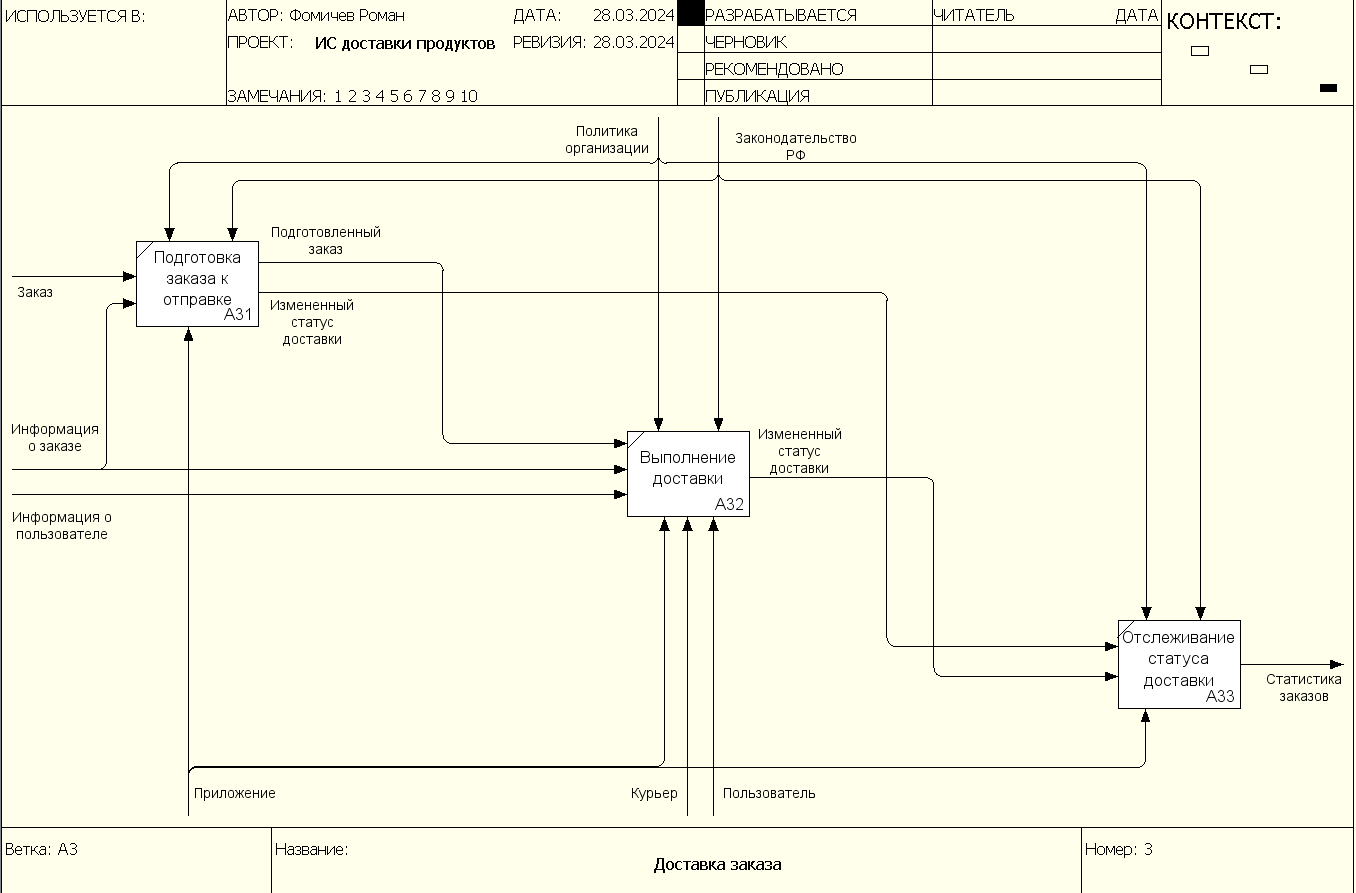 ИСПОЛЬЗУЕТСЯ В:
АВТОР: Фомичев Роман
ДАТА: 28.03.2024
ПРОЕКТ: ИС доставки продуктов
РЕВИЗИЯ: 28.03.2024
ЗАМЕЧАНИЯ: 1 2 3 4 5 6 7 8 9 10
РАЗРАБАТЫВАЕТСЯ
ЧЕРНОВИК
РЕКОМЕНДОВАНО
ПУБЛИКАЦИЯ
ЧИТАТЕЛЬ
ДАТА
КОНТЕКСТ:
Политика
организации
Законодательство
РФ
Подготовленный
заказ
Подготовка
заказа к
отправке
A31
Заказ
Измененный
статус
доставки
Информация
о заказе
Информация о
пользователе
Выполнение
доставки
A32
Измененный
статус
доставки
Отслеживание
статуса
доставки
A33
Статистика
заказов
Приложение
Курьер
Пользователь
Ветка: A3
Название:
Доставка заказа
Номер: 3